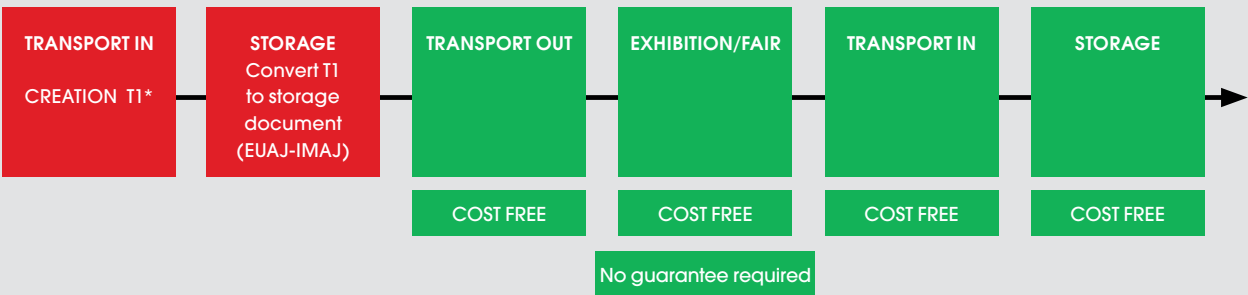 TRANSPORT IN
CREATION T1*
STORAGE
Convert T1
to storage
document
(EUAJ-IMAJ)
TRANSPORT OUT
EXHIBITION/FAIR
TRANSPORT IN
STORAGE
COST FREE
COST FREE
COST FREE
COST FREE
No guarantee required